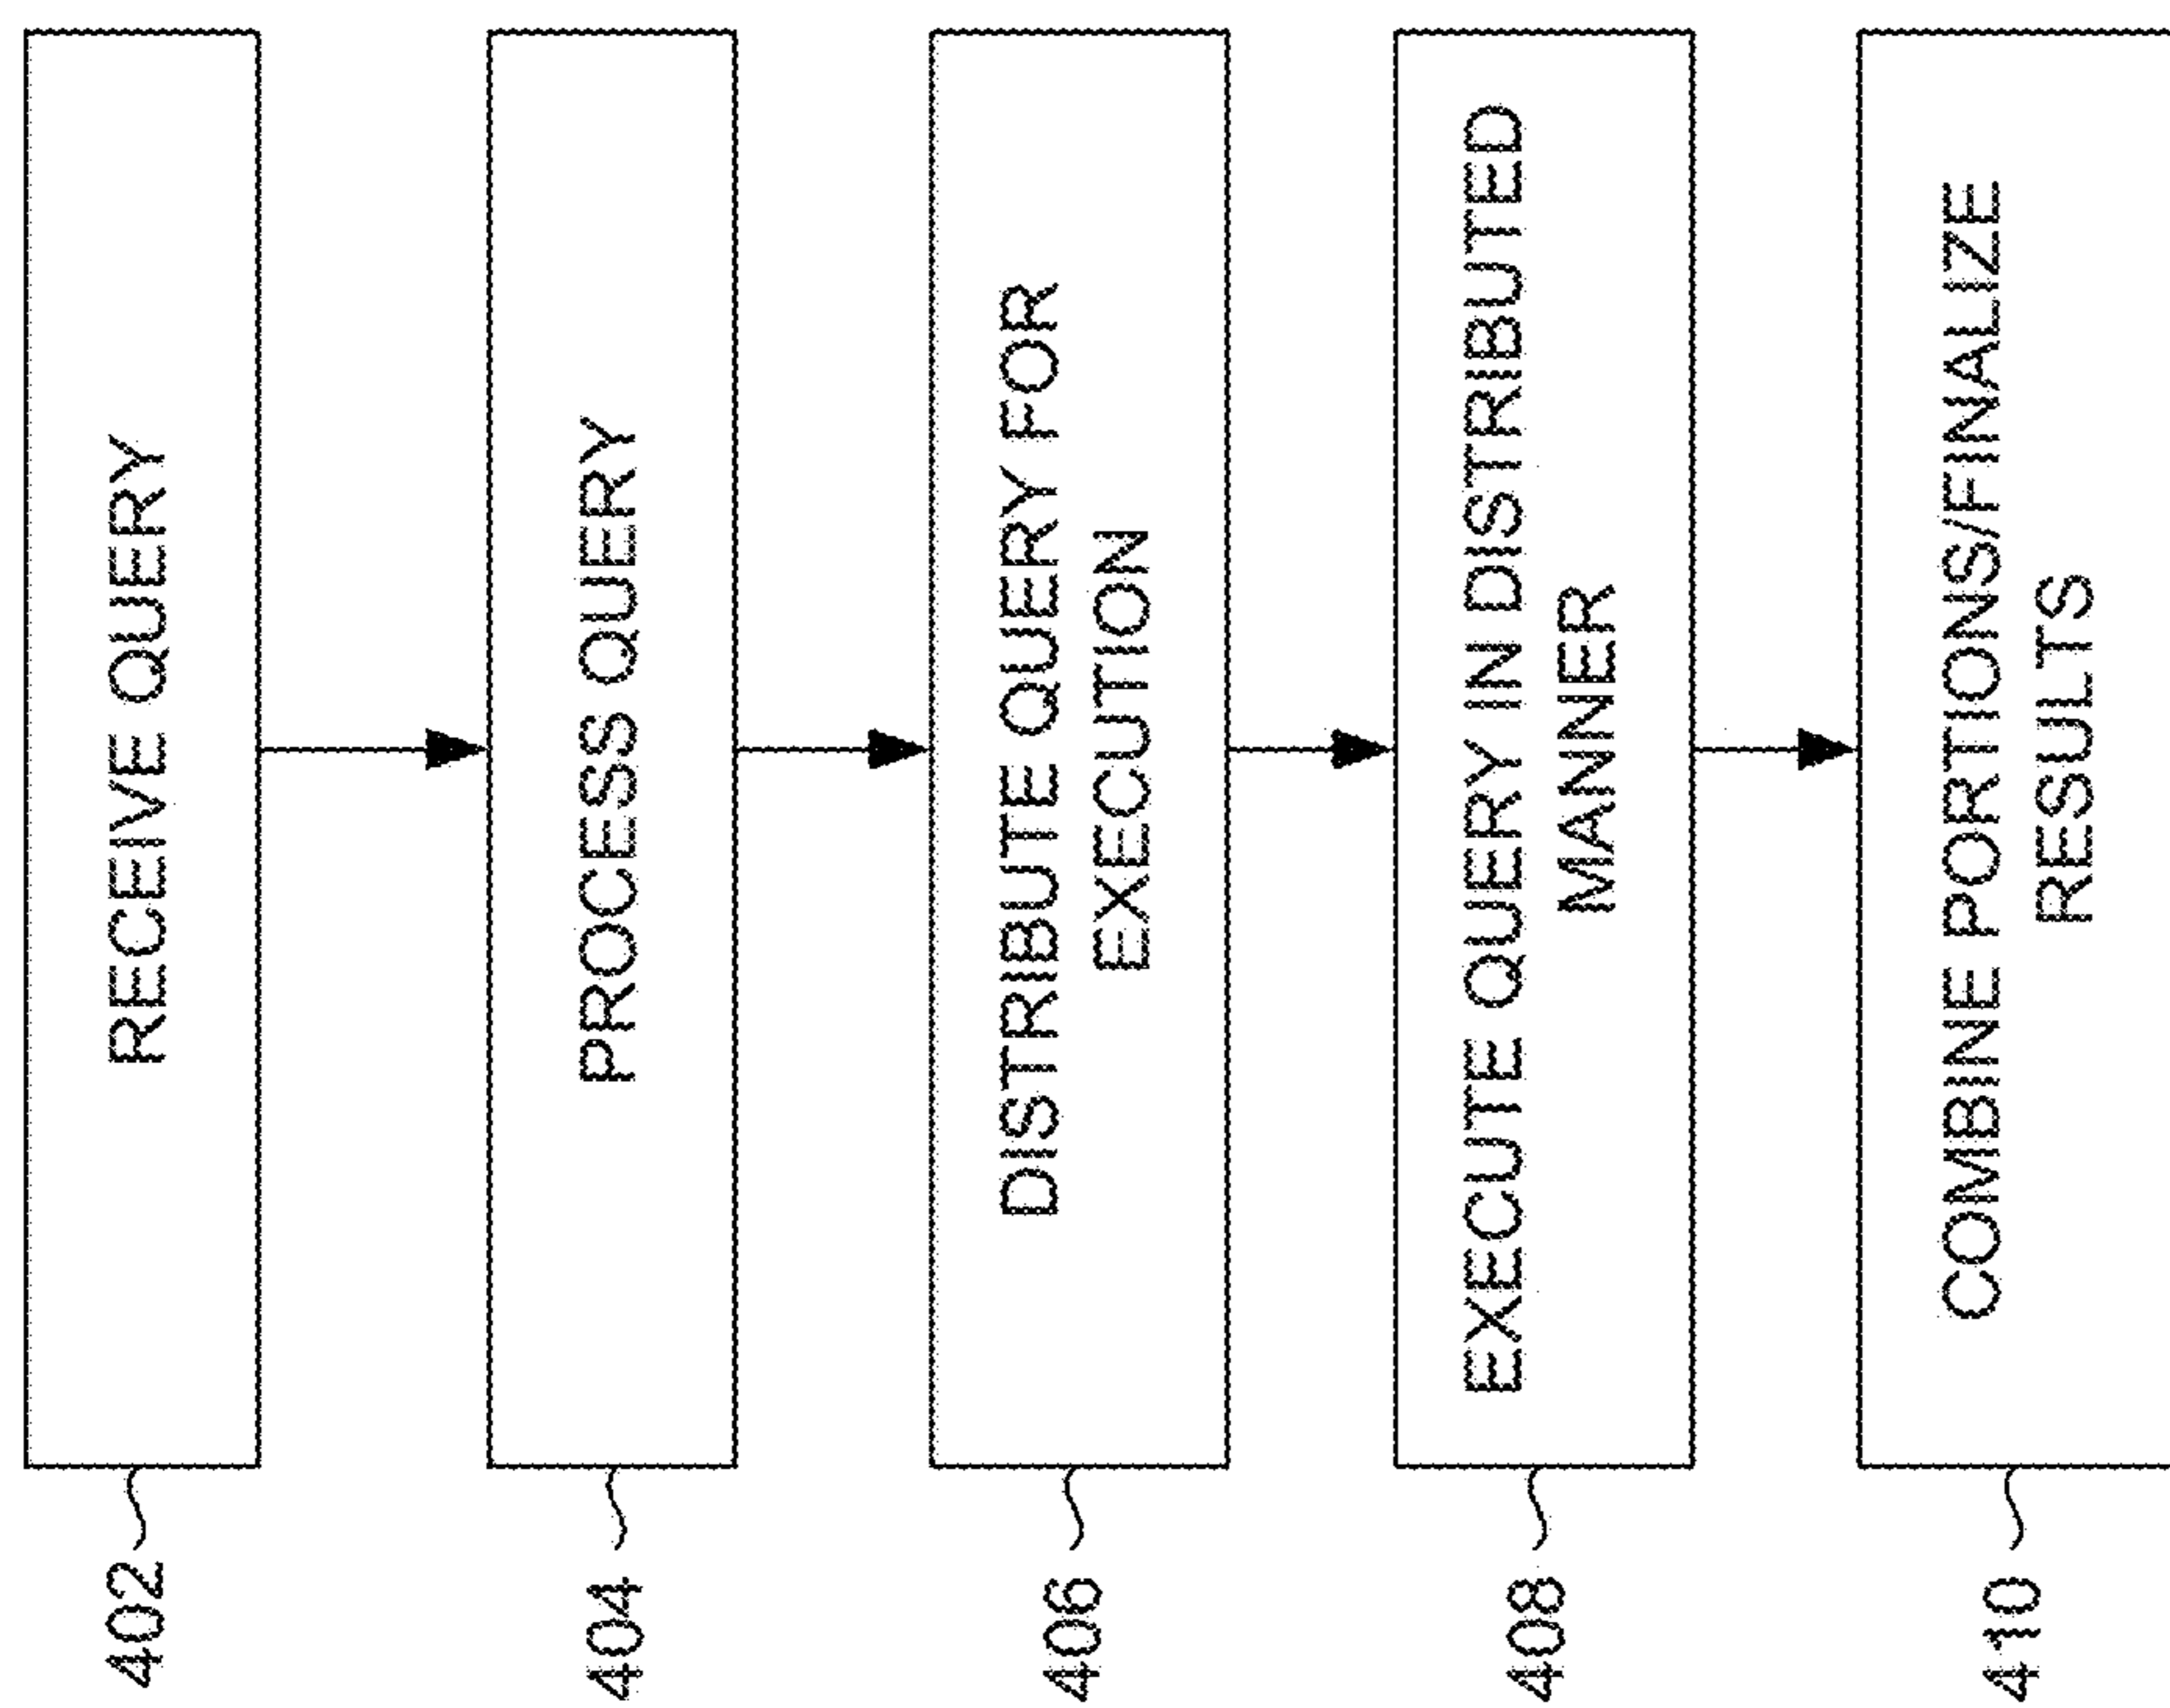 402
RECEIVE QUERY
404
PROCESS QUERY
406
DISTRIBUTE QUERY FOR
EXECUTION
408
EXECUTE QUERY IN DISTRIBUTED
MANNER
410
COMBINE PORTIONS/FINALIZE
RESULTS